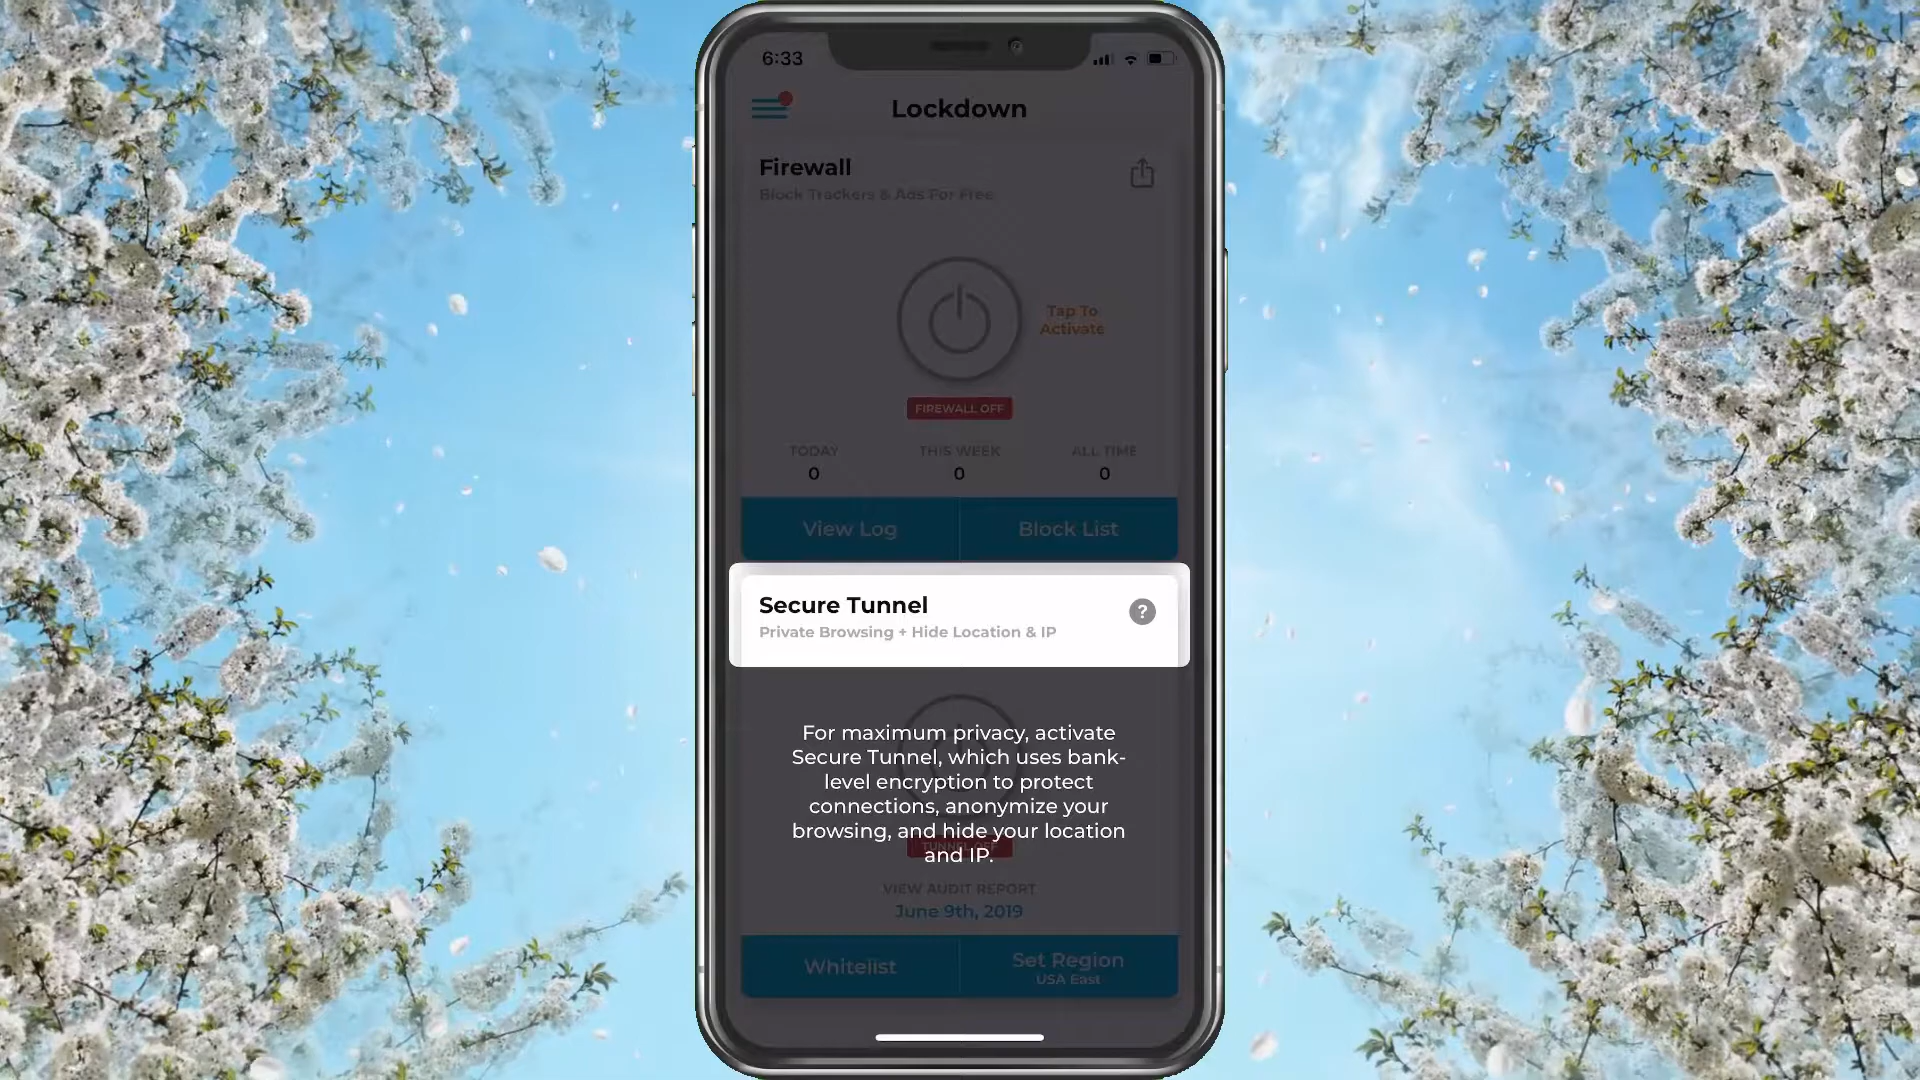 6:33
Lockdown
Firewall
Block Trackers & Ads For Free
Tap To
Activate
FIREWALL OFF
TODAY THIS WEEK ALL TIME
0 0 0
View Log Block List
Secure Tunnel
?
Private Browsing + Hide Location & IP
For maximum privacy, activate
Secure Tunnel, which uses bank-
level encryption to protect
connections, anonymize your
browsing, and hide your location
and IP.
TUNNEL OFF
VIEW AUDIT REPORT
June 9th, 2019
Whitelist Set Region
USA East